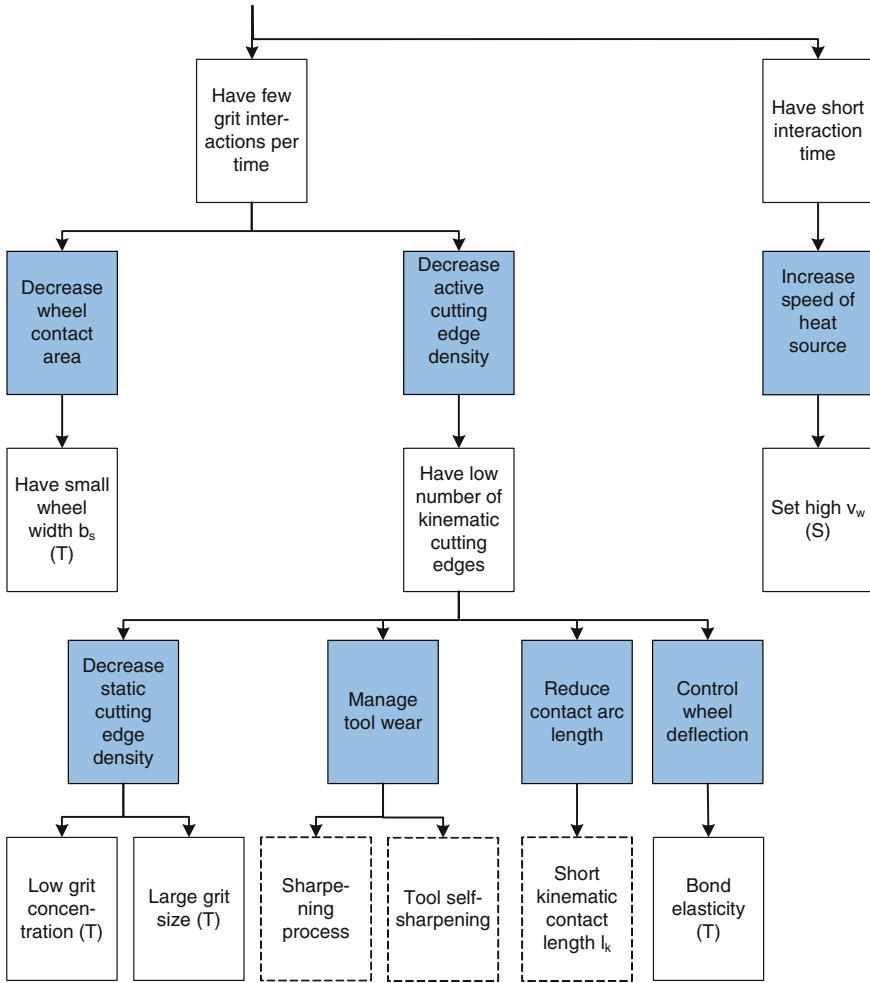 Have few
grit inter-
actions per
time
Have short
interaction
time
Decrease
wheel
contact
area
Decrease
active
cutting
edge
density
Increase
speed of
heat
source
Have small
wheel
width bₛ
(T)
Have low
number of
kinematic
cutting
edges
Set high v_w
(S)
Decrease
static
cutting
edge
density
Manage
tool wear
Reduce
contact arc
length
Control
wheel
deflection
Low grit
concen-
tration (T)
Large grit
size (T)
Sharpe-
ning
process
Tool self-
sharpening
Short
kinematic
contact
length lₖ
Bond
elasticity
(T)